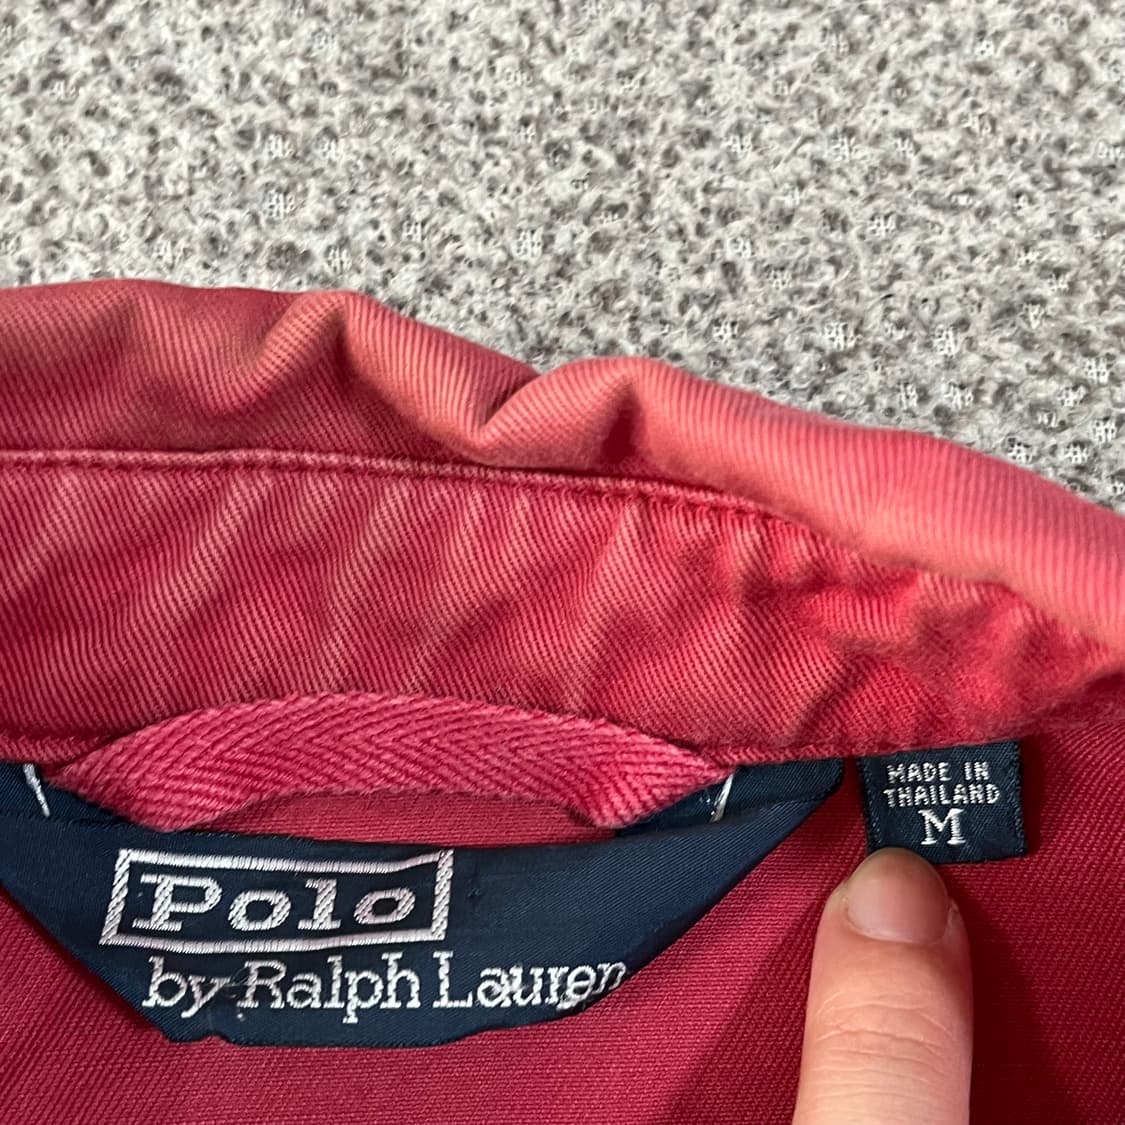 MADE IN
THAILAND
M
Polo
by Ralph Lauren